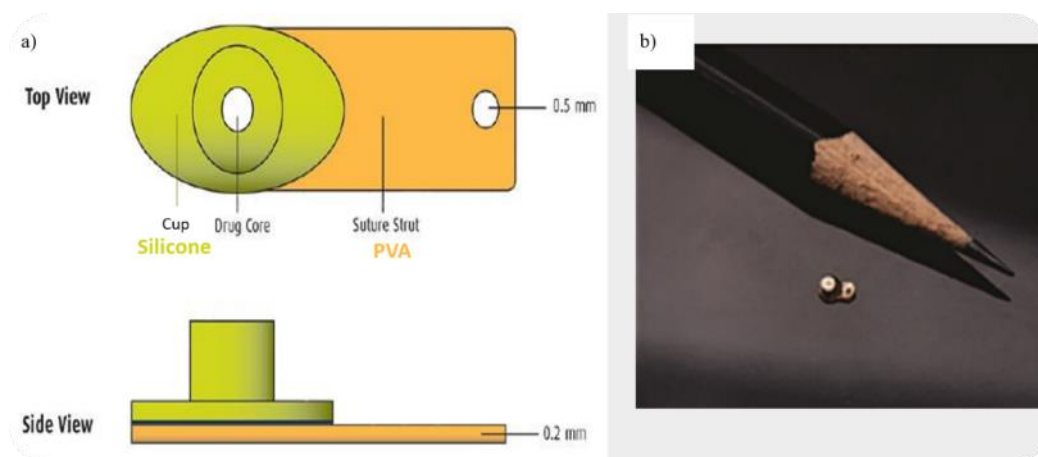 a)
Top View
0.5 mm
Cup
Drug Core
Suture Strut
Silicone
PVA
Side View
0.2 mm
b)